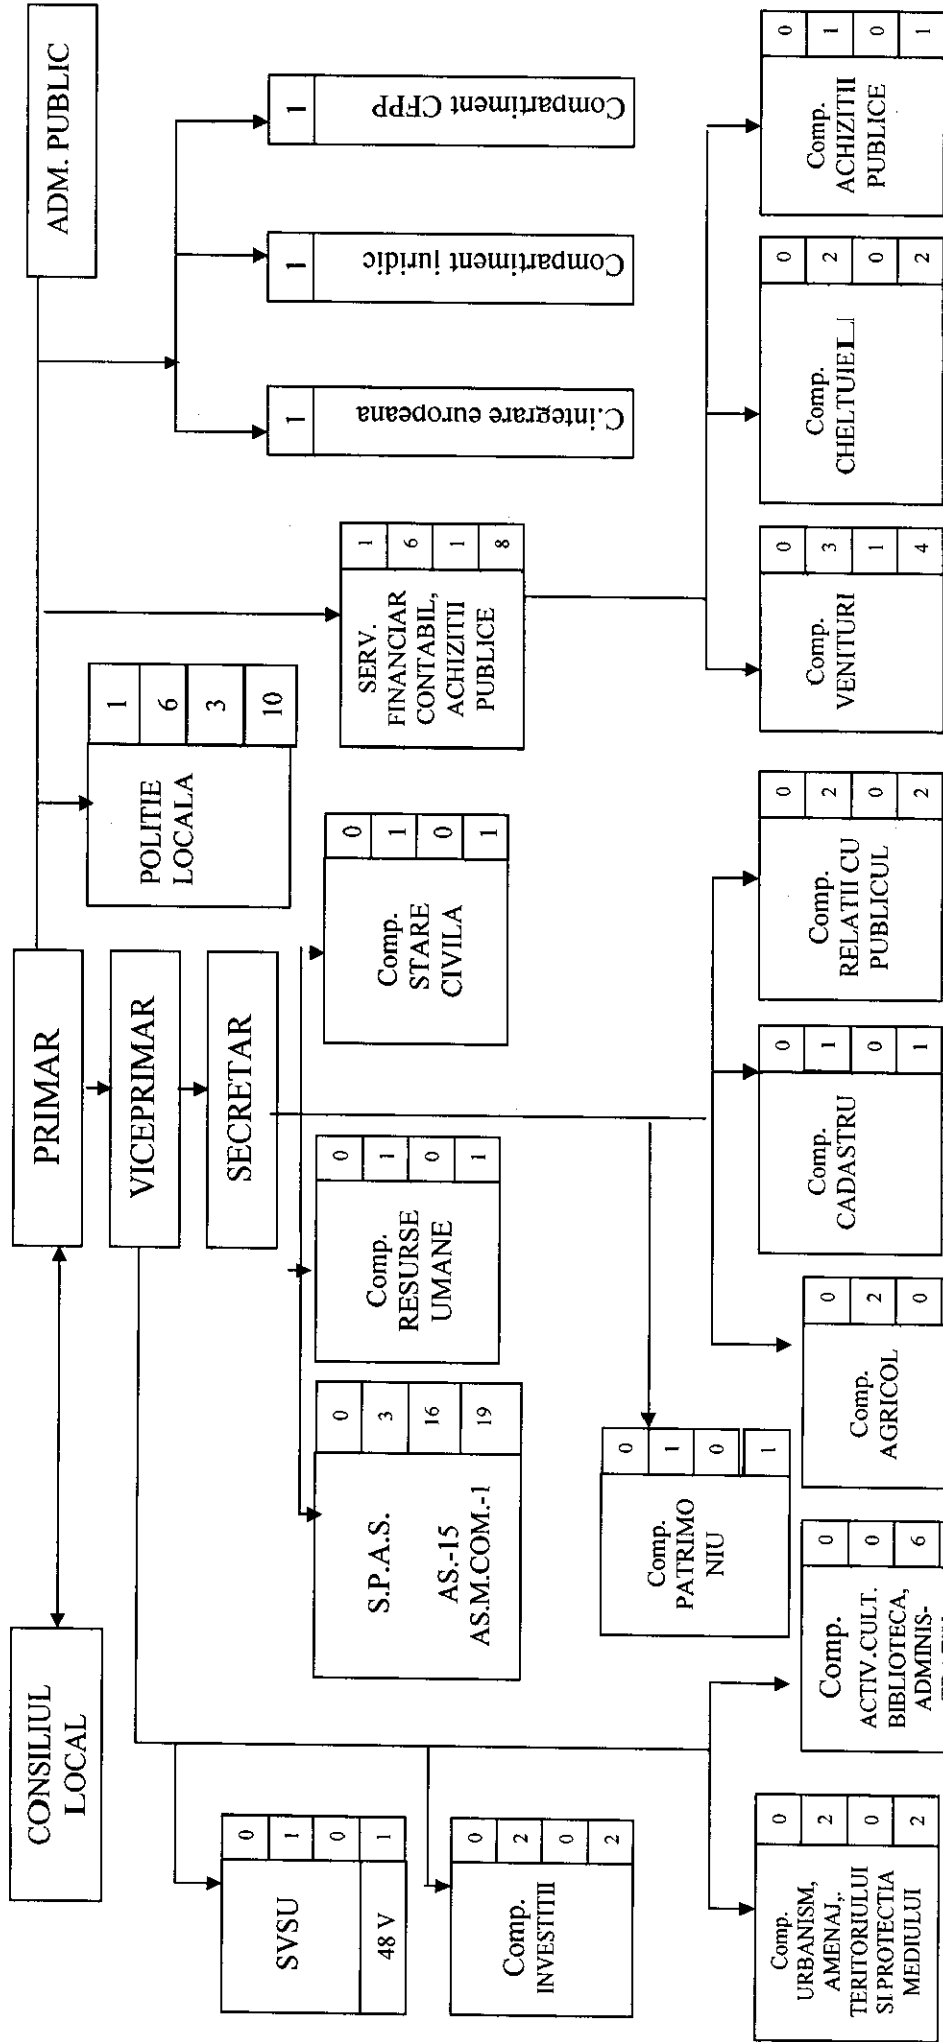 CONSILIUL
LOCAL
PRIMAR
ADM. PUBLIC
VICEPRIMAR
SECRETAR
POLITIE
LOCALA
1
6
3
10
1
Compartiment CFPP
1
Compartiment juridic
1
C.integrare europeana
SVSU
48 V
0
1
0
1
S.P.A.S.
AS.-15
AS.M.COM.-1
0
3
16
19
Comp.
RESURSE
UMANE
0
1
0
1
Comp.
STARE
CIVILA
0
1
0
1
SERV.
FINANCIAR
CONTABIL,
ACHIZITII
PUBLICE
1
6
1
8
Comp.
INVESTITII
0
2
0
2
Comp.
PATRIMO
NIU
0
1
0
1
Comp.
URBANISM,
AMENAJ,.
TERITORIULUI
SI PROTECTIA
MEDIULUI
0
2
0
2
Comp.
ACTIV.CULT.
BIBLIOTECA,
ADMINIS-
0
0
6
Comp.
AGRICOL
0
2
0
Comp.
CADASTRU
0
1
0
1
Comp.
RELATII CU
PUBLICUL
0
2
0
2
Comp.
VENITURI
0
3
1
4
Comp.
CHELTUIELI
0
2
0
2
Comp.
ACHIZITII
PUBLICE
0
1
0
1